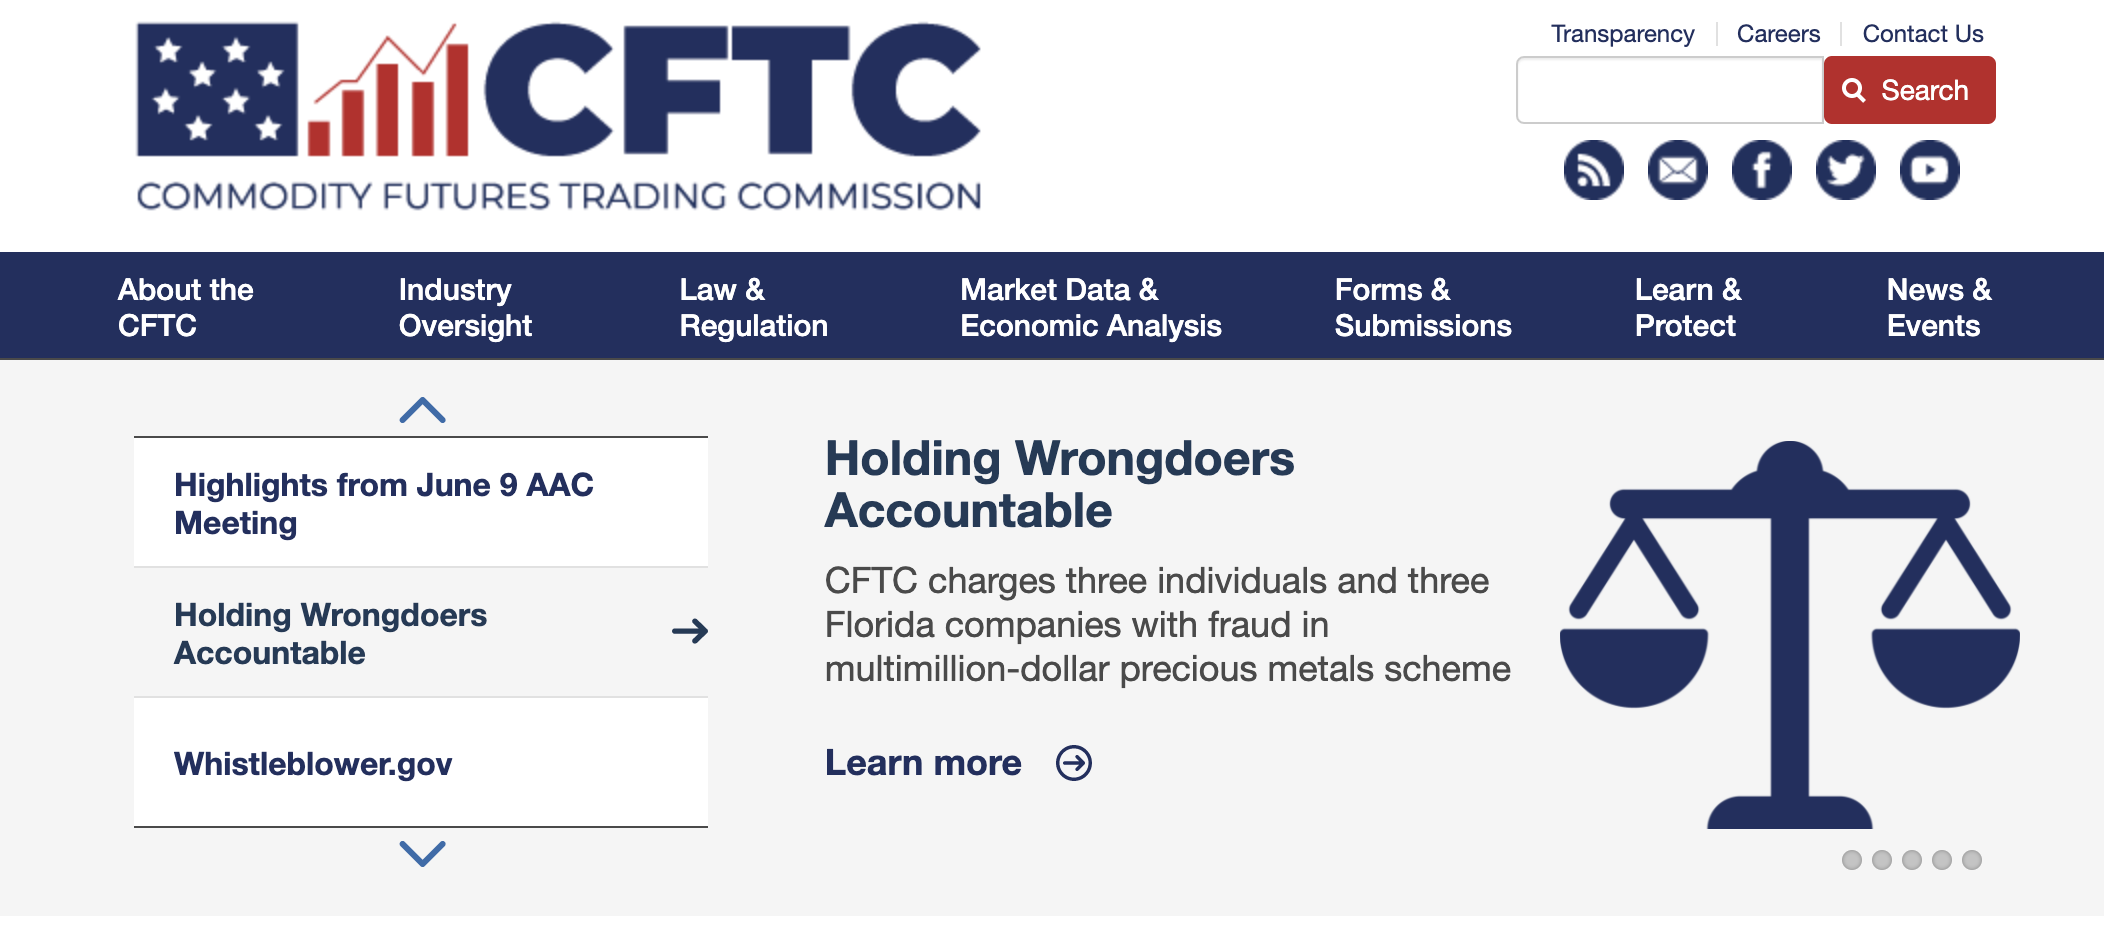 CFTC
COMMODITY FUTURES TRADING COMMISSION
Transparency
Careers
Contact Us
Search
About the
CFTC
Industry
Oversight
Law &
Regulation
Market Data &
Economic Analysis
Forms &
Submissions
Learn &
Protect
News &
Events
Highlights from June 9 AAC
Meeting
Holding Wrongdoers
Accountable
Whistleblower.gov
Holding Wrongdoers
Accountable
CFTC charges three individuals and three
Florida companies with fraud in
multimillion-dollar precious metals scheme
Learn more